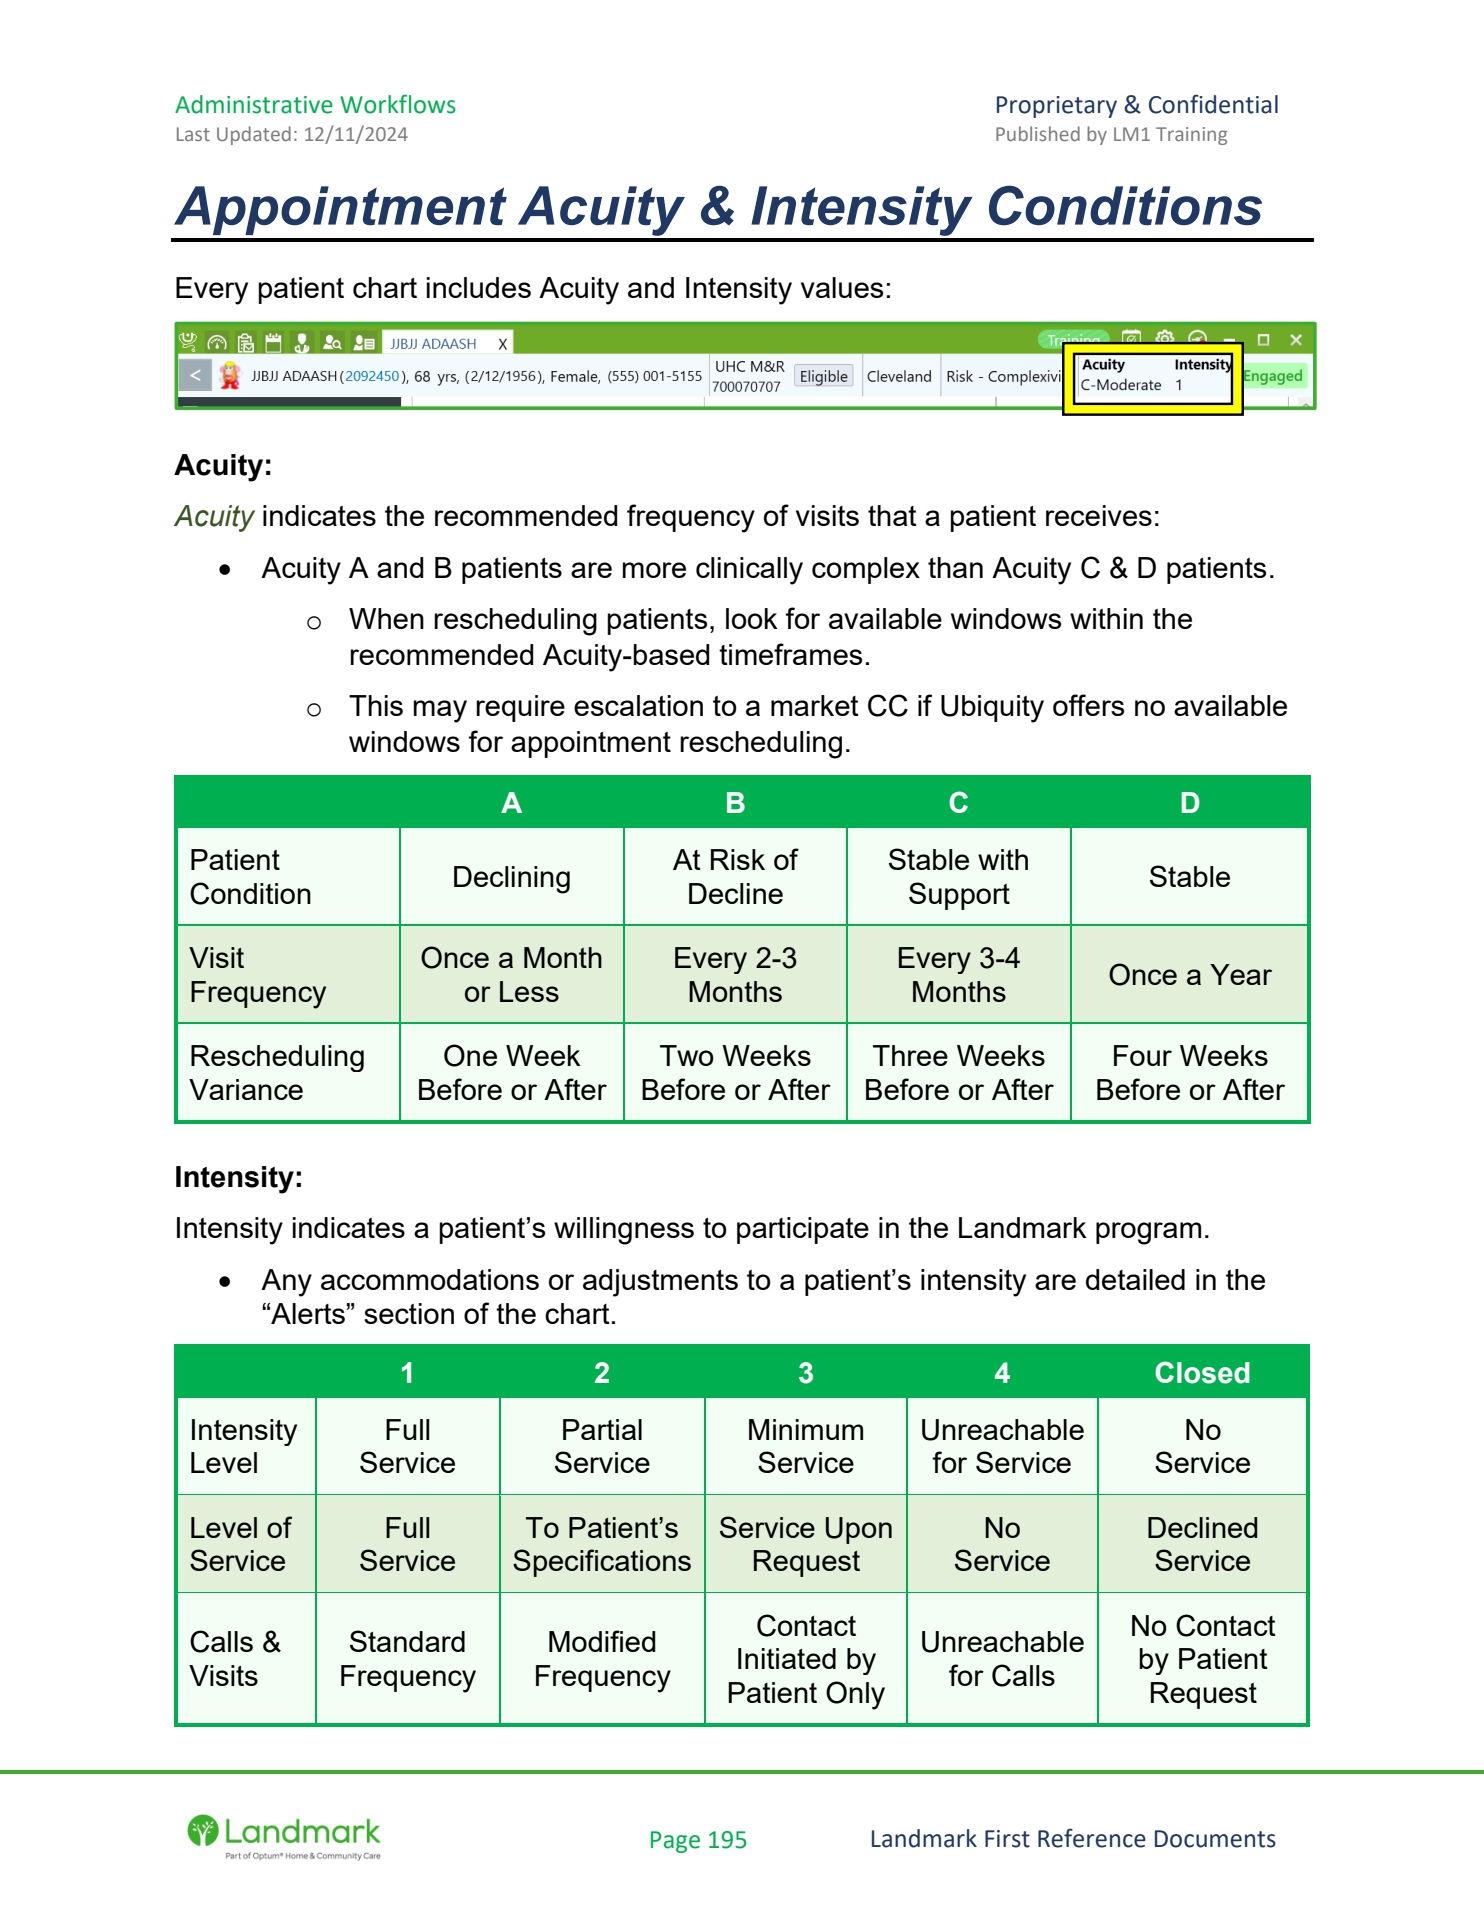 Administrative Workflows
Proprietary & Confidential
Last Updated: 12/11/2024
Published by LM1 Training
Appointment Acuity & Intensity Conditions
Every patient chart includes Acuity and Intensity values:
JJBJJ ADAASH X
Training
< JJBJJ ADAASH (2092450), 68 yrs, (2/12/1956), Female, (555) 001-5155
UHC M&R
700070707
Eligible
Cleveland
Risk - Complexivi
Acuity Intensity
C-Moderate 1
Engaged
Acuity:
Acuity indicates the recommended frequency of visits that a patient receives:
• Acuity A and B patients are more clinically complex than Acuity C & D patients.
o When rescheduling patients, look for available windows within the
recommended Acuity-based timeframes.
o This may require escalation to a market CC if Ubiquity offers no available
windows for appointment rescheduling.
A B C D
Patient
Condition
Declining
At Risk of
Decline
Stable with
Support
Stable
Visit
Frequency
Once a Month
or Less
Every 2-3
Months
Every 3-4
Months
Once a Year
Rescheduling
Variance
One Week
Before or After
Two Weeks
Before or After
Three Weeks
Before or After
Four Weeks
Before or After
Intensity:
Intensity indicates a patient’s willingness to participate in the Landmark program.
• Any accommodations or adjustments to a patient’s intensity are detailed in the
“Alerts” section of the chart.
1 2 3 4 Closed
Intensity
Level
Full
Service
Partial
Service
Minimum
Service
Unreachable
for Service
No
Service
Level of
Service
Full
Service
To Patient’s
Specifications
Service Upon
Request
No
Service
Declined
Service
Calls &
Visits
Standard
Frequency
Modified
Frequency
Contact
Initiated by
Patient Only
Unreachable
for Calls
No Contact
by Patient
Request
Landmark
Part of Optum® Home & Community Care
Page 195
Landmark First Reference Documents